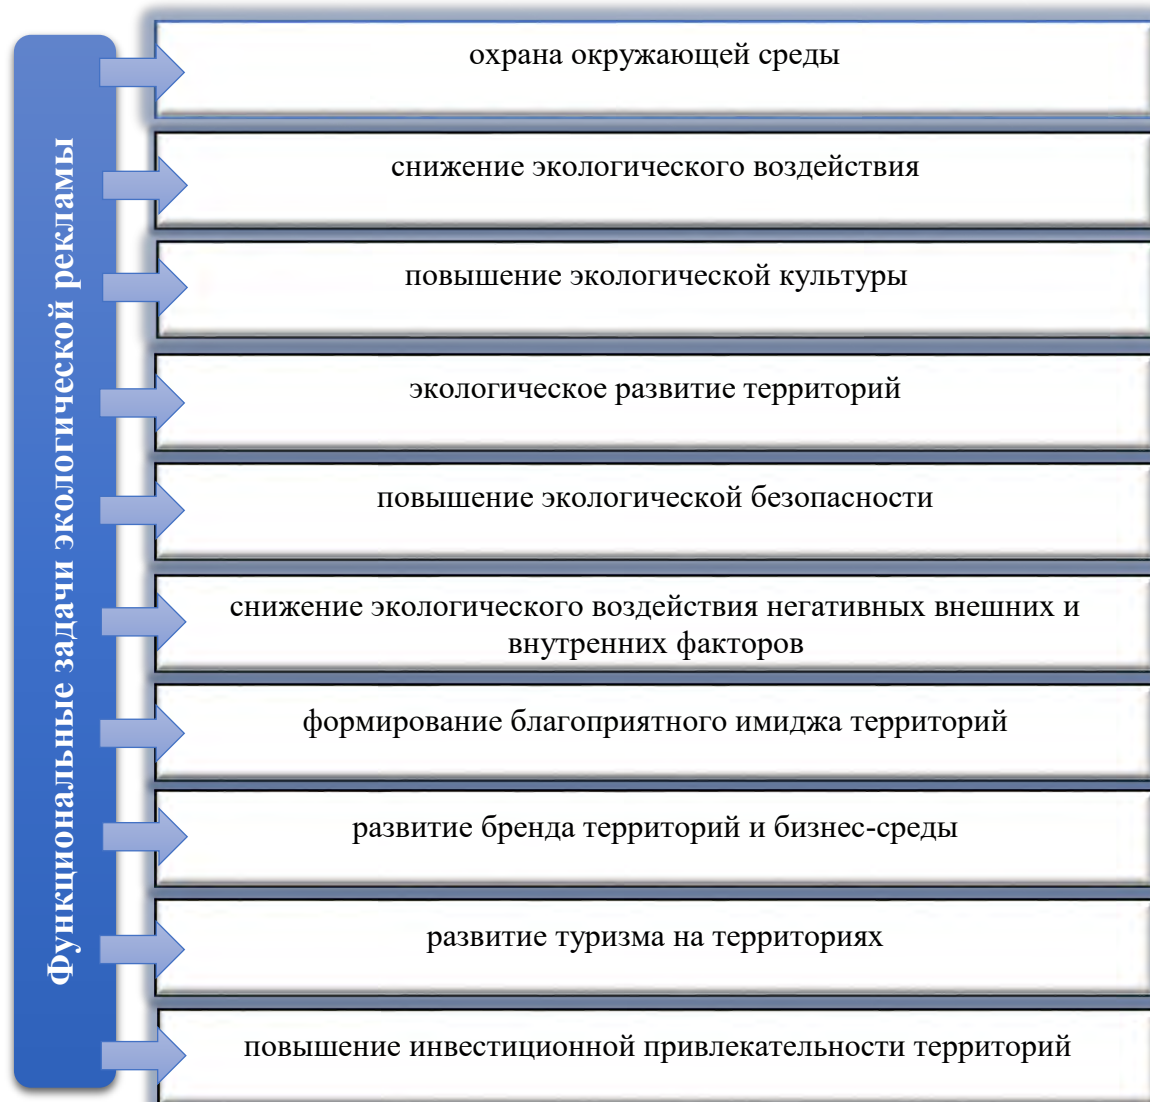 Функциональные задачи экологической рекламы
охрана окружающей среды
снижение экологического воздействия
повышение экологической культуры
экологическое развитие территорий
повышение экологической безопасности
снижение экологического воздействия негативных внешних и
внутренних факторов
формирование благоприятного имиджа территорий
развитие бренда территорий и бизнес-среды
развитие туризма на территориях
повышение инвестиционной привлекательности территорий